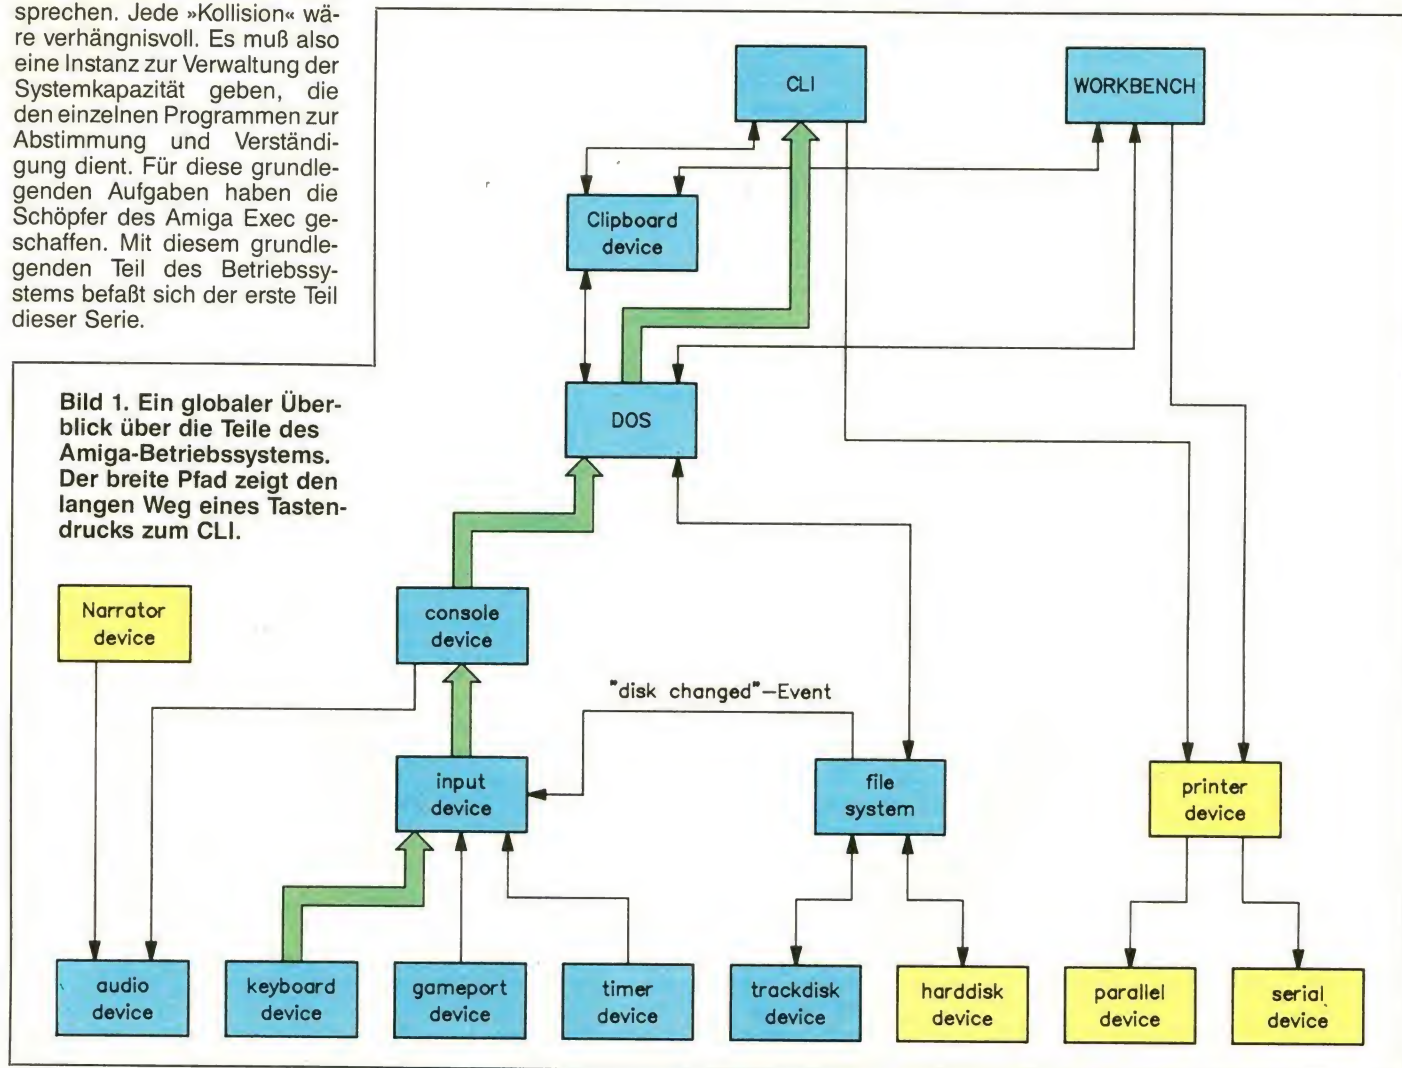 sprechen. Jede »Kollision« wä-
re verhängnisvoll. Es muß also
eine Instanz zur Verwaltung der
Systemkapazität geben, die
den einzelnen Programmen zur
Abstimmung und Verständi-
gung dient. Für diese grundle-
genden Aufgaben haben die
Schöpfer des Amiga Exec ge-
schaffen. Mit diesem grundle-
genden Teil des Betriebssy-
stems befaßt sich der erste Teil
dieser Serie.
CLI
WORKBENCH
Clipboard
device
DOS
Bild 1. Ein globaler Über-
blick über die Teile des
Amiga-Betriebssystems.
Der breite Pfad zeigt den
langen Weg eines Tasten-
drucks zum CLI.
Narrator
device
console
device
"disk changed"-Event
input
device
file
system
printer
device
audio
device
keyboard
device
gameport
device
timer
device
trackdisk
device
harddisk
device
parallel
device
serial
device